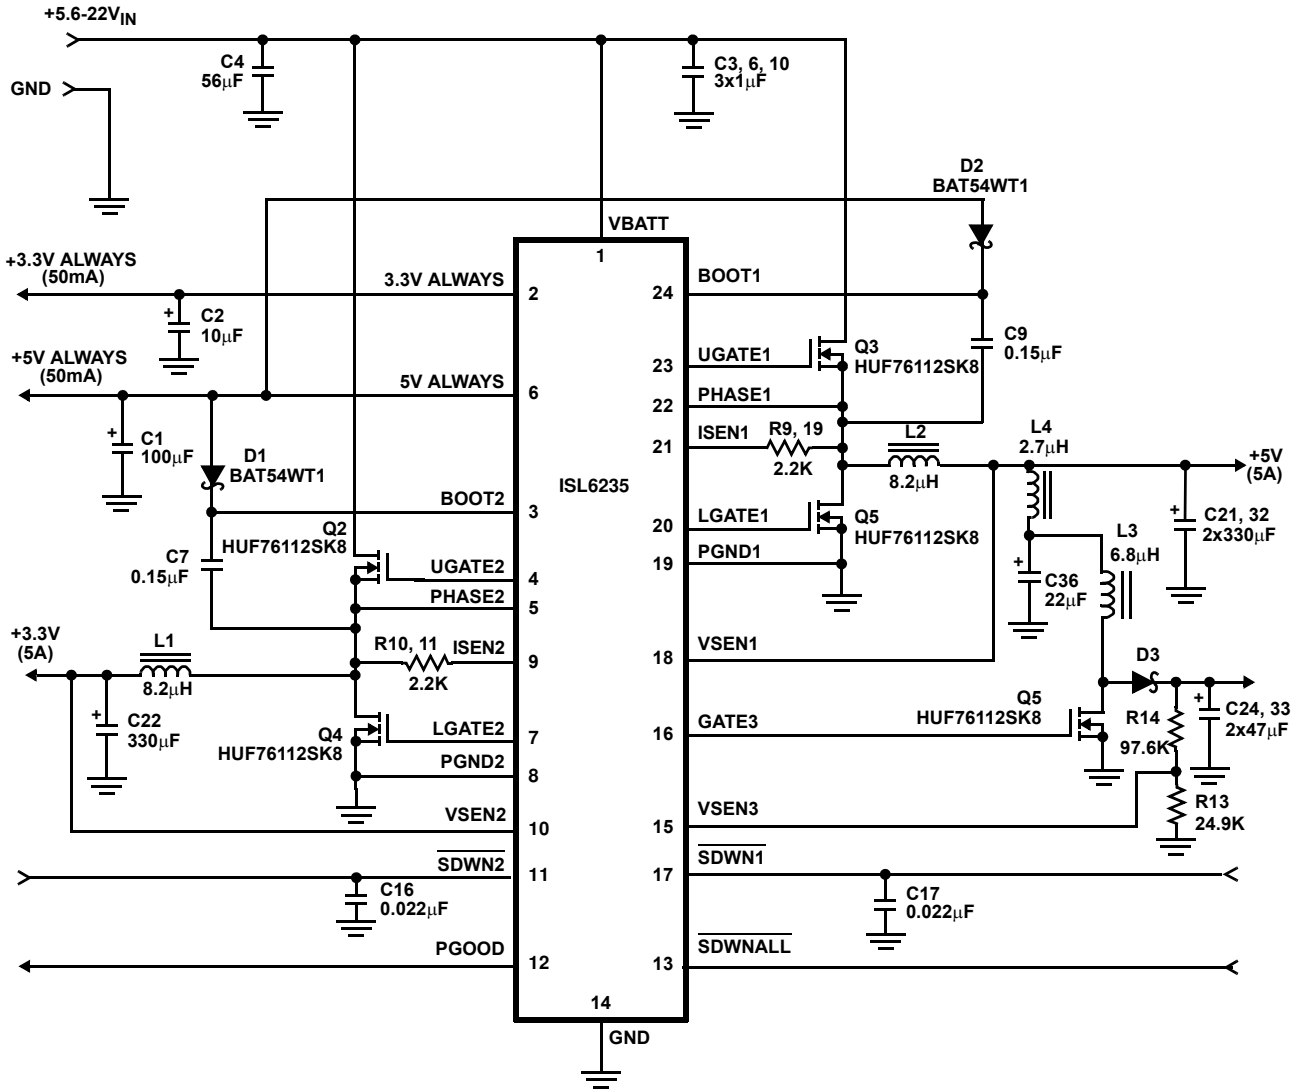 +5.6-22VIN
C4
56μF
C3, 6, 10
3x1μF
GND
D2
BAT54WT1
VBATT
1
+3.3V ALWAYS
(50mA)
3.3V ALWAYS
2
24
BOOT1
C2
10μF
C9
0.15μF
Q3
HUF76112SK8
UGATE1
23
+5V ALWAYS
(50mA)
5V ALWAYS
6
22
PHASE1
C1
100μF
D1
BAT54WT1
21
ISEN1
R9, 19
2.2K
L2
8.2μH
L4
2.7μH
+5V
(5A)
ISL6235
BOOT2
3
20
LGATE1
Q5
HUF76112SK8
C21, 32
2x330μF
Q2
HUF76112SK8
C7
0.15μF
UGATE2
4
19
PGND1
L3
6.8μH
C36
22μF
PHASE2
5
+3.3V
(5A)
L1
8.2μH
R10, 11
2.2K
ISEN2
9
18
VSEN1
D3
C22
330μF
Q4
HUF76112SK8
LGATE2
7
16
GATE3
Q5
HUF76112SK8
R14
97.6K
C24, 33
2x47μF
PGND2
8
R13
24.9K
VSEN2
10
15
VSEN3
SDWN2
11
17
SDWN1
C16
0.022μF
C17
0.022μF
PGOOD
12
13
SDWNALL
14
GND
+
+
+
+
+
+